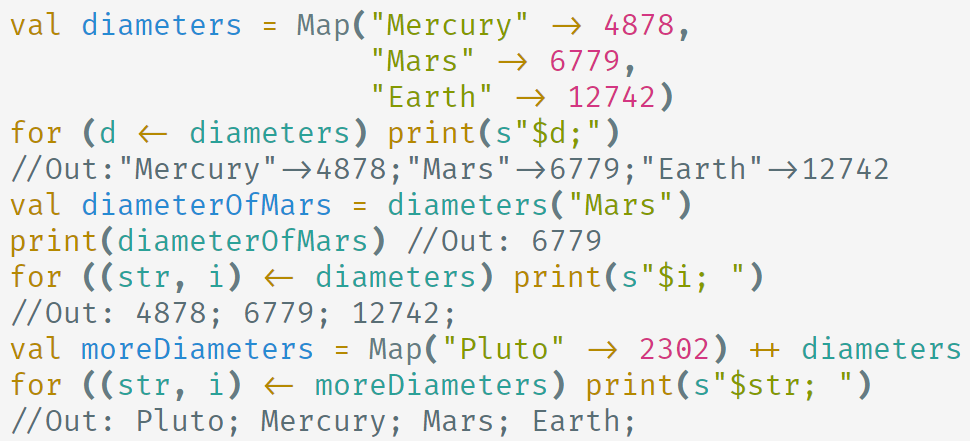 val diameters = Map("Mercury" → 4878,
"Mars" → 6779,
"Earth" → 12742)
for (d ← diameters) print(s"$d;")
//Out:"Mercury"→4878;"Mars"→6779;"Earth"→12742
val diameterOfMars = diameters("Mars")
print(diameterOfMars) //Out: 6779
for ((str, i) ← diameters) print(s"$i; ")
//Out: 4878; 6779; 12742;
val moreDiameters = Map("Pluto" → 2302) ++ diameters
for ((str, i) ← moreDiameters) print(s"$str; ")
//Out: Pluto; Mercury; Mars; Earth;